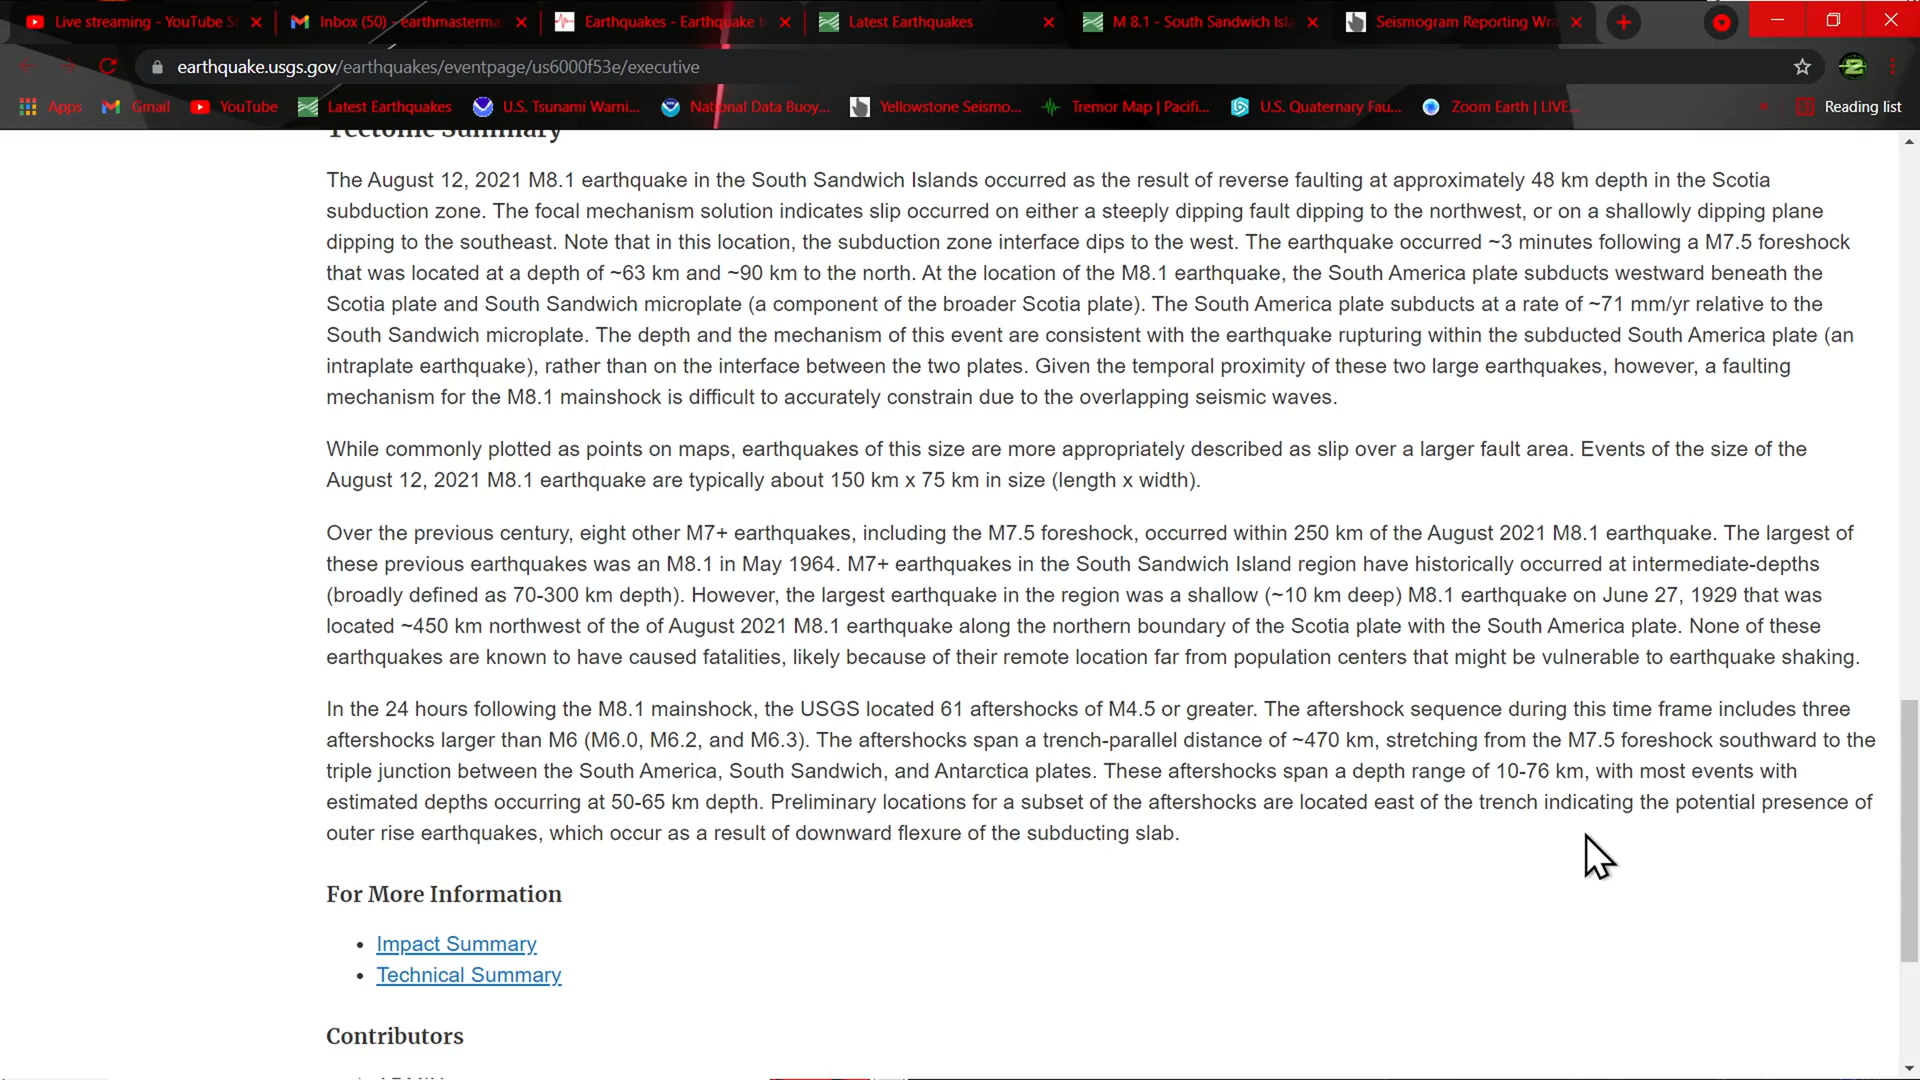 Live streaming - YouTube S
Inbox (50) - earthmasterma
Earthquakes - Earthquake t
Latest Earthquakes
M 8.1 - South Sandwich Isla
Seismogram Reporting Wra
earthquake.usgs.gov/earthquakes/eventpage/us6000f53e/executive
Apps
Gmail
YouTube
Latest Earthquakes
U.S. Tsunami Warni...
National Data Buoy...
Yellowstone Seismo...
Tremor Map | Pacifi...
U.S. Quaternary Fau...
Zoom Earth | LIVE...
Reading list
Tectonic Summary
The August 12, 2021 M8.1 earthquake in the South Sandwich Islands occurred as the result of reverse faulting at approximately 48 km depth in the Scotia
subduction zone. The focal mechanism solution indicates slip occurred on either a steeply dipping fault dipping to the northwest, or on a shallowly dipping plane
dipping to the southeast. Note that in this location, the subduction zone interface dips to the west. The earthquake occurred ~3 minutes following a M7.5 foreshock
that was located at a depth of ~63 km and ~90 km to the north. At the location of the M8.1 earthquake, the South America plate subducts westward beneath the
Scotia plate and South Sandwich microplate (a component of the broader Scotia plate). The South America plate subducts at a rate of ~71 mm/yr relative to the
South Sandwich microplate. The depth and the mechanism of this event are consistent with the earthquake rupturing within the subducted South America plate (an
intraplate earthquake), rather than on the interface between the two plates. Given the temporal proximity of these two large earthquakes, however, a faulting
mechanism for the M8.1 mainshock is difficult to accurately constrain due to the overlapping seismic waves.
While commonly plotted as points on maps, earthquakes of this size are more appropriately described as slip over a larger fault area. Events of the size of the
August 12, 2021 M8.1 earthquake are typically about 150 km x 75 km in size (length x width).
Over the previous century, eight other M7+ earthquakes, including the M7.5 foreshock, occurred within 250 km of the August 2021 M8.1 earthquake. The largest of
these previous earthquakes was an M8.1 in May 1964. M7+ earthquakes in the South Sandwich Island region have historically occurred at intermediate-depths
(broadly defined as 70-300 km depth). However, the largest earthquake in the region was a shallow (~10 km deep) M8.1 earthquake on June 27, 1929 that was
located ~450 km northwest of the of August 2021 M8.1 earthquake along the northern boundary of the Scotia plate with the South America plate. None of these
earthquakes are known to have caused fatalities, likely because of their remote location far from population centers that might be vulnerable to earthquake shaking.
In the 24 hours following the M8.1 mainshock, the USGS located 61 aftershocks of M4.5 or greater. The aftershock sequence during this time frame includes three
aftershocks larger than M6 (M6.0, M6.2, and M6.3). The aftershocks span a trench-parallel distance of ~470 km, stretching from the M7.5 foreshock southward to the
triple junction between the South America, South Sandwich, and Antarctica plates. These aftershocks span a depth range of 10-76 km, with most events with
estimated depths occurring at 50-65 km depth. Preliminary locations for a subset of the aftershocks are located east of the trench indicating the potential presence of
outer rise earthquakes, which occur as a result of downward flexure of the subducting slab.
For More Information
• Impact Summary
• Technical Summary
Contributors